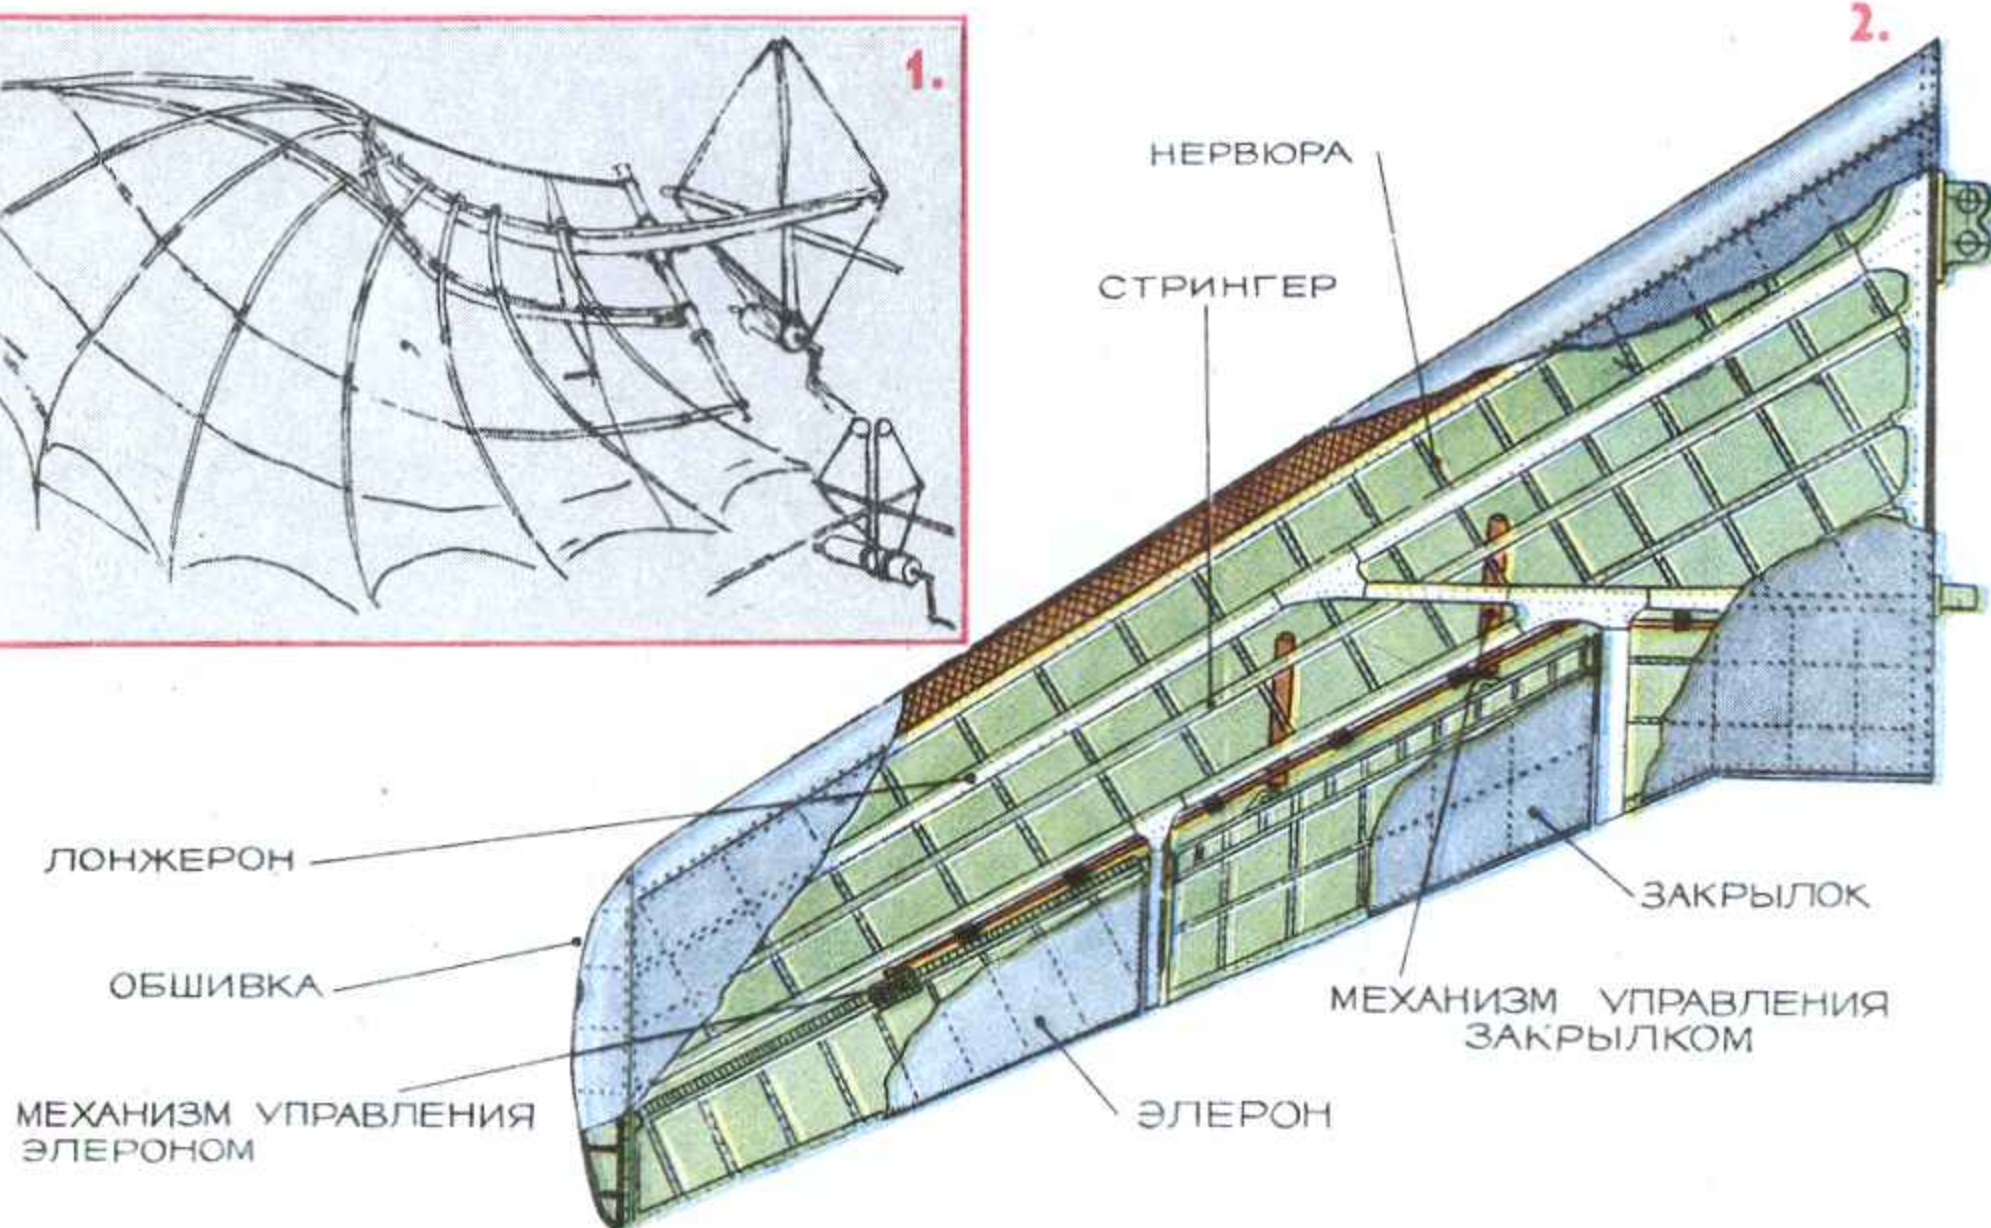 1.
2.
НЕРВЮРА
СТРИНГЕР
ЛОНЖЕРОН
ОБШИВКА
МЕХАНИЗМ УПРАВЛЕНИЯ
ЭЛЕРОНОМ
ЭЛЕРОН
МЕХАНИЗМ УПРАВЛЕНИЯ
ЗАКРЫЛКОМ
ЗАКРЫЛОК